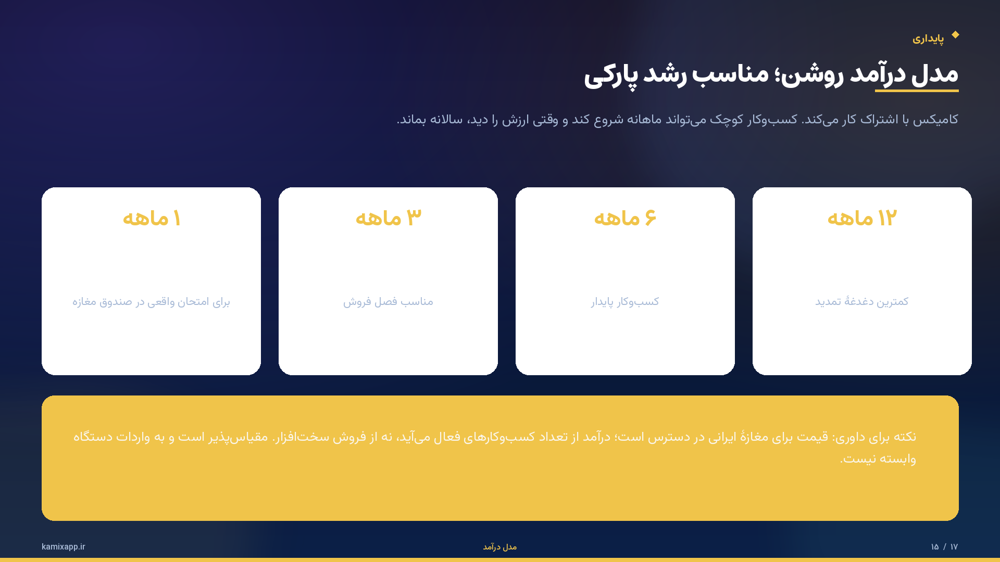 پایداری
مدل درآمد روشن؛ مناسب رشد پارکی
کامیکس با اشتراک کار می‌کند. کسب‌وکار کوچک می‌تواند ماهانه شروع کند و وقتی ارزش را دید، سالانه بماند.
۱۲ ماهه
کمترین دغدغهٔ تمدید
۶ ماهه
کسب‌وکار پایدار
۳ ماهه
مناسب فصل فروش
۱ ماهه
برای امتحان واقعی در صندوق مغازه
نکته برای داوری: قیمت برای مغازهٔ ایرانی در دسترس است؛ درآمد از تعداد کسب‌وکارهای فعال می‌آید، نه از فروش سخت‌افزار. مقیاس‌پذیر است و به واردات دستگاه
وابسته نیست.
۱۵ / ۱۷
مدل درآمد
kamixapp.ir